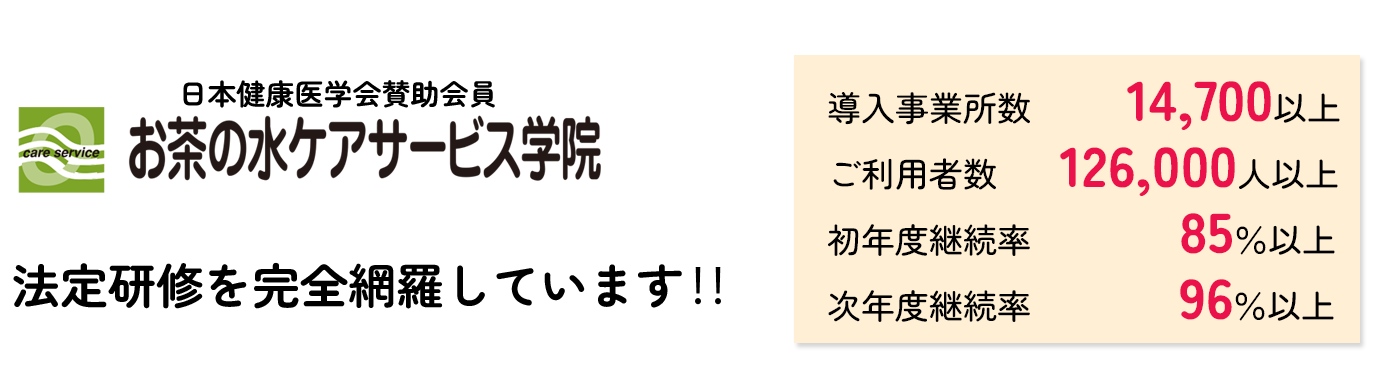 日本健康医学会賛助会員
care service
お茶の水ケアサービス学院
法定研修を完全網羅しています!!
導入事業所数 14,700以上
ご利用者数 126,000人以上
初年度継続率 85%以上
次年度継続率 96%以上